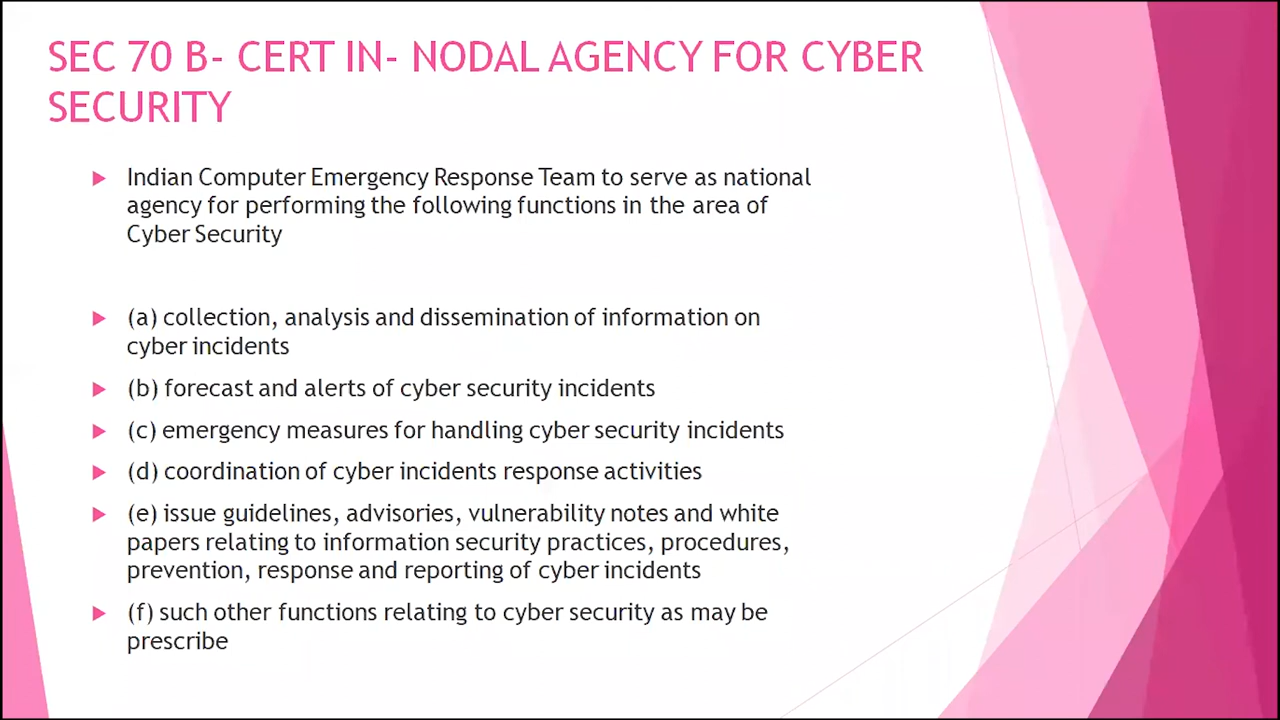 SEC 70 B- CERT IN- NODAL AGENCY FOR CYBER
SECURITY
Indian Computer Emergency Response Team to serve as national
agency for performing the following functions in the area of
Cyber Security
(a) collection, analysis and dissemination of information on
cyber incidents
(b) forecast and alerts of cyber security incidents
(c) emergency measures for handling cyber security incidents
(d) coordination of cyber incidents response activities
(e) issue guidelines, advisories, vulnerability notes and white
papers relating to information security practices, procedures,
prevention, response and reporting of cyber incidents
(f) such other functions relating to cyber security as may be
prescribe